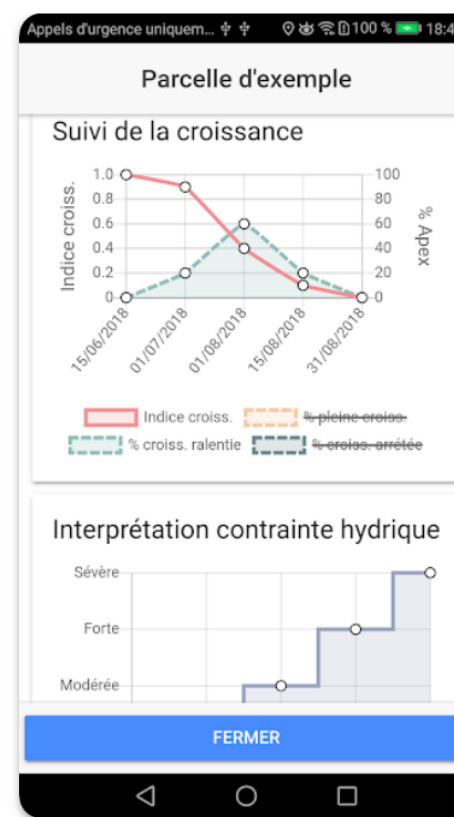 Appels d'urgence uniquem... 100 % 18:4
Parcelle d'exemple
Suivi de la croissance
Indice croiss.
1.0
0.8
0.6
0.4
0.2
0
100
80
60
40
20
0
% Apex
15/06/2018
01/07/2018
01/08/2018
15/08/2018
31/08/2018
Indice croiss. % pleine croiss.
% croiss. ralentie % croiss. arrétée
Interprétation contrainte hydrique
Sévère
Forte
Modérée
FERMER